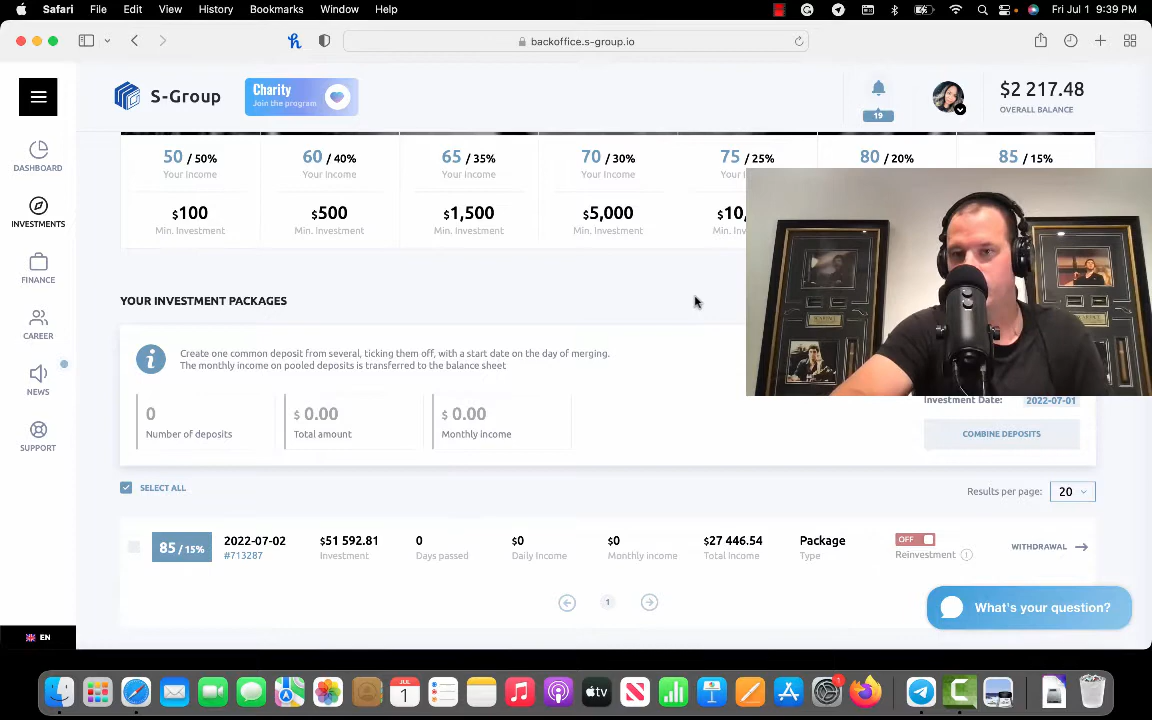 Safari File Edit View History Bookmarks Window Help Fri Jul 1 9:39 PM
backoffice.s-group.io
S-Group Charity
Join the program
19
$2 217.48
OVERALL BALANCE
DASHBOARD
INVESTMENTS
FINANCE
CAREER
NEWS
SUPPORT
EN
50 / 50% 60 / 40% 65 / 35% 70 / 30% 75 / 25% 80 / 20% 85 / 15%
Your Income Your Income Your Income Your Income
$100 $500 $1,500 $5,000
Min. Investment Min. Investment Min. Investment Min. Investment
YOUR INVESTMENT PACKAGES
Create one common deposit from several, ticking them off, with a start date on the day of merging.
The monthly income on pooled deposits is transferred to the balance sheet
0 $ 0.00 $ 0.00
Number of deposits Total amount Monthly income
Investment Date: 2022-07-01
COMBINE DEPOSITS
SELECT ALL
Results per page: 20
85 / 15% 2022-07-02 $51 592.81 0 $0 $0 $27 446.54 Package OFF
#713287 Investment Days passed Daily Income Monthly income Total Income Type Reinvestment
WITHDRAWAL
1
What's your question?
JUL
1
tv